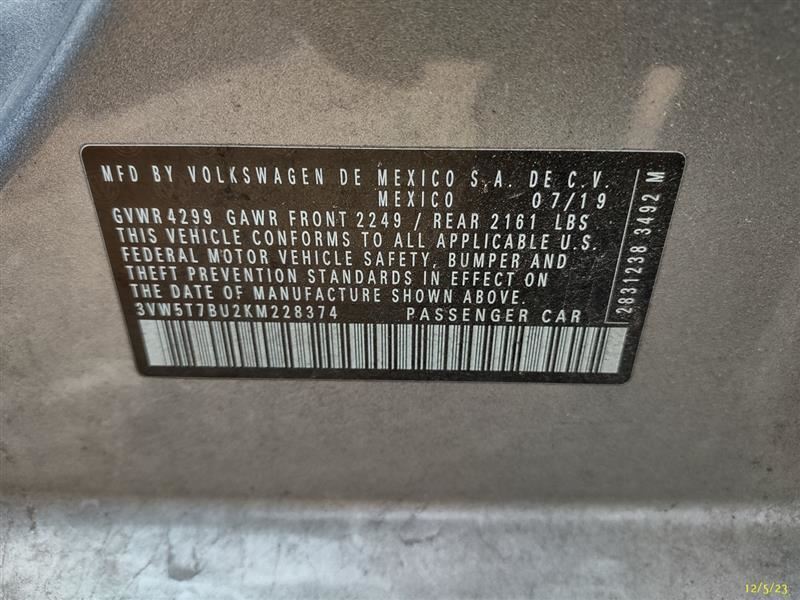 MFD BY VOLKSWAGEN DE MEXICO S.A. DE C.V.
MEXICO 07/19
GVWR 4299 GAWR FRONT 2249 / REAR 2161 LBS
THIS VEHICLE CONFORMS TO ALL APPLICABLE U.S.
FEDERAL MOTOR VEHICLE SAFETY, BUMPER AND
THEFT PREVENTION STANDARDS IN EFFECT ON
THE DATE OF MANUFACTURE SHOWN ABOVE.
3VW5T7BU2KM228374 PASSENGER CAR
2831238 3492 M
12/5/23